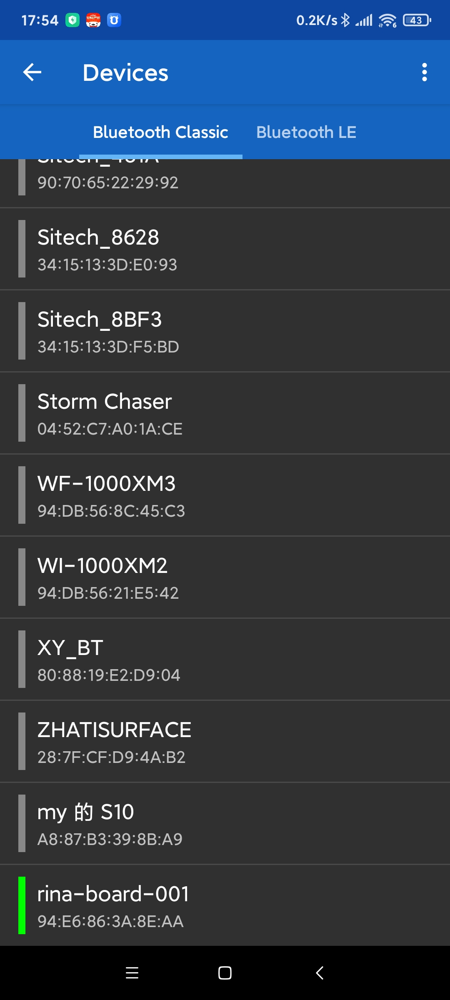 17:54
0.2K/s
6
43
Devices
Bluetooth Classic
Bluetooth LE
90:70:65:22:29:92
Sitech_8628
34:15:13:3D:E0:93
Sitech_8BF3
34:15:13:3D:F5:BD
Storm Chaser
04:52:C7:A0:1A:CE
WF-1000XM3
94:DB:56:8C:45:C3
WI-1000XM2
94:DB:56:21:E5:42
XY_BT
80:88:19:E2:D9:04
ZHATISURFACE
28:7F:CF:D9:4A:B2
my 的 S10
A8:87:B3:39:8B:A9
rina-board-001
94:E6:86:3A:8E:AA